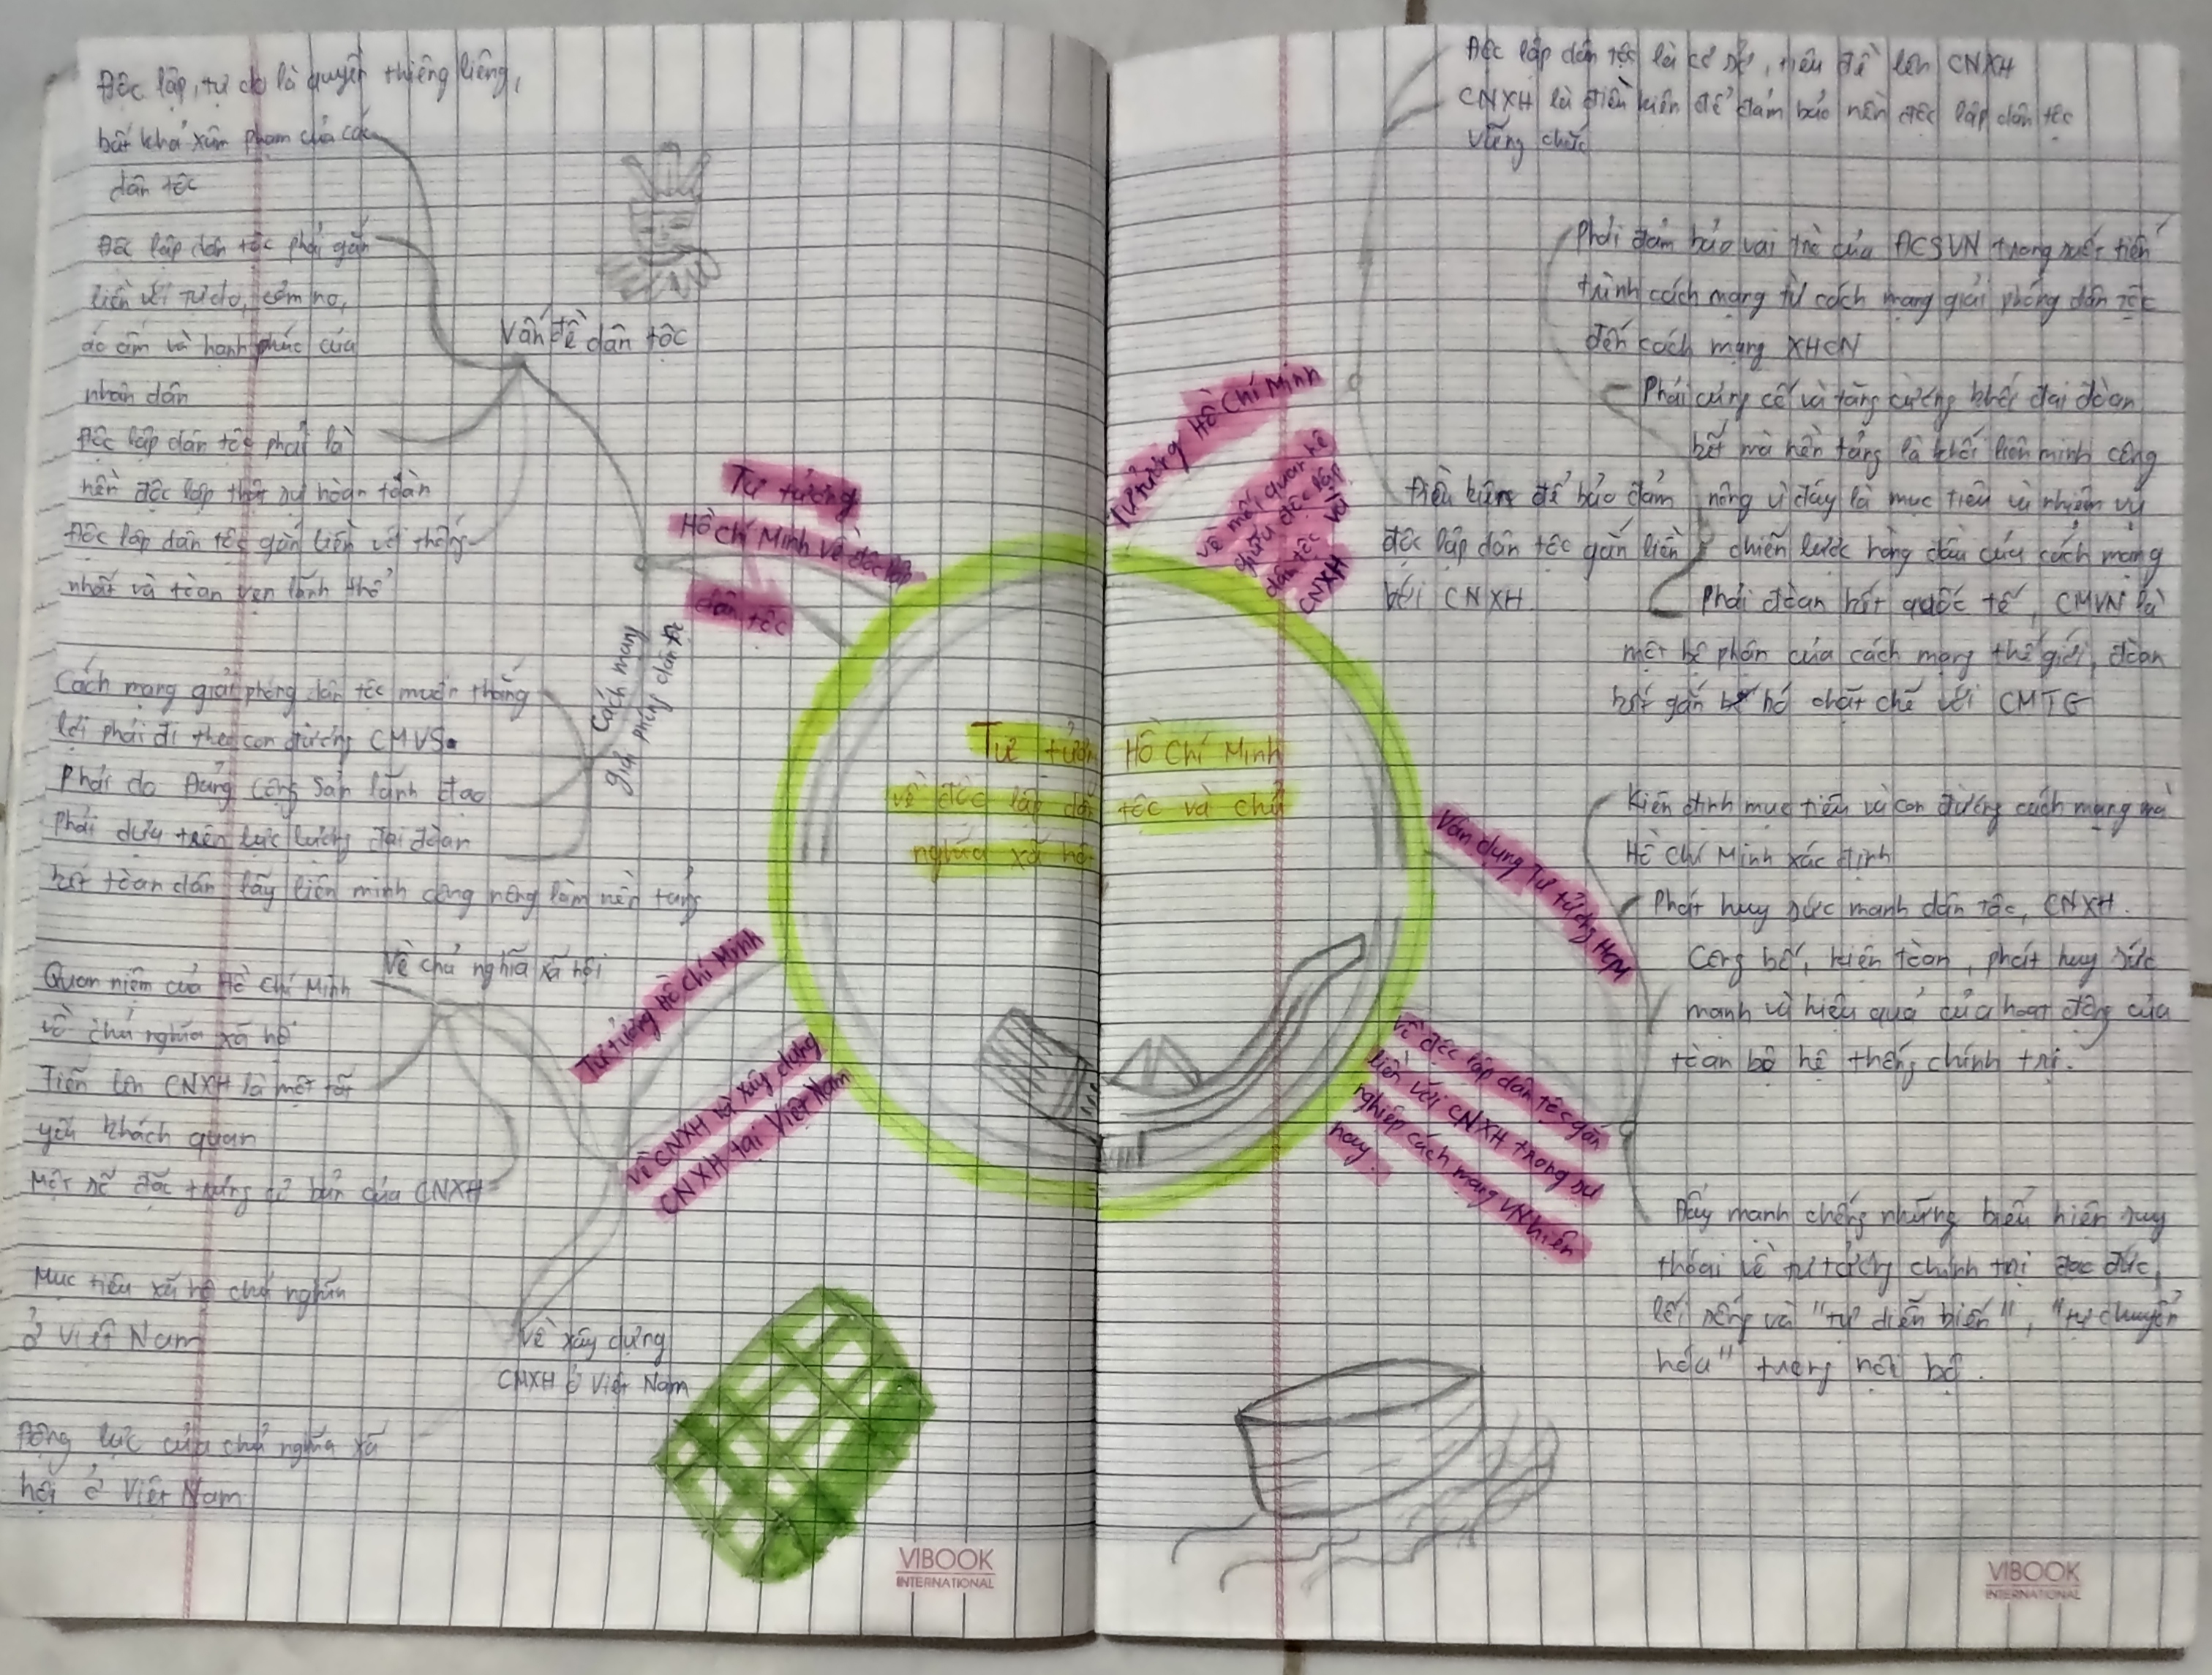 Độc lập, tự do là quyền thiêng liêng,
bất khả xâm phạm của các
dân tộc
Độc lập dân tộc phải gắn
liền với Tự do, cơm no,
áo ấm và hạnh phúc của
nhân dân
Độc lập dân tộc phải là
nền độc lập thật sự hoàn toàn
Độc lập dân tộc gắn liền với thống
nhất và toàn vẹn lãnh thổ
Vấn đề dân tộc
Tư tưởng
Hồ Chí Minh về độc lập
dân tộc
Cách mạng
giải phóng dân tộc
Cách mạng giải phóng dân tộc muốn thắng
lợi phải đi theo con đường CMVS
Phải do Đảng Cộng Sản lãnh đạo
Phải dựa trên lực lượng đại đoàn
kết toàn dân lấy liên minh công nông làm nền tảng
Về chủ nghĩa xã hội
Quan niệm của Hồ Chí Minh
về chủ nghĩa xã hội
Tiến lên CNXH là một tất
yếu khách quan
Một số đặc trưng cơ bản của CNXH
Tư tưởng Hồ Chí Minh
về CNXH và xây dựng
CNXH tại Việt Nam
Mục tiêu xã hội chủ nghĩa
ở Việt Nam
Về xây dựng
CNXH ở Việt Nam
Động lực của chủ nghĩa xã
hội ở Việt Nam
VIBOOK
INTERNATIONAL
Tư tưởng Hồ Chí Minh
về độc lập dân tộc và chủ
nghĩa xã hội
Độc lập dân tộc là cơ sở, tiền đề lên CNXH
CNXH là điều kiện để đảm bảo nền độc lập dân tộc
vững chắc
Tư tưởng Hồ Chí Minh
về mối quan hệ
giữa độc lập
dân tộc với
CNXH
Điều kiện để bảo đảm
độc lập dân tộc gắn liền
với CNXH
Phải đảm bảo vai trò của ĐCSVN trong suốt tiến
trình cách mạng từ cách mạng giải phóng dân tộc
đến cách mạng XHCN
Phải củng cố và tăng cường khối đại đoàn
kết mà nền tảng là khối liên minh công
nông vì đây là mục tiêu và nhiệm vụ
chiến lược hàng đầu của cách mạng
Phải đoàn kết quốc tế, CMVN là
một bộ phận của cách mạng thế giới, đoàn
kết gắn bó chặt chẽ với CMTG
Vận dụng Tư tưởng HCM
về độc lập dân tộc gắn
liền với CNXH trong sự
nghiệp cách mạng VN hiện
nay.
Kiên định mục tiêu và con đường cách mạng mà
Hồ Chí Minh xác định
Phát huy sức mạnh dân tộc, CNXH.
Cũng bố, kiện toàn, phát huy sức
mạnh và hiệu quả của hoạt động của
toàn bộ hệ thống chính trị.
Đẩy mạnh chống những biểu hiện suy
thoái về tư tưởng chính trị đạo đức,
lối sống và "tự diễn biến", "tự chuyển
hóa" trong nội bộ.
VIBOOK
INTERNATIONAL